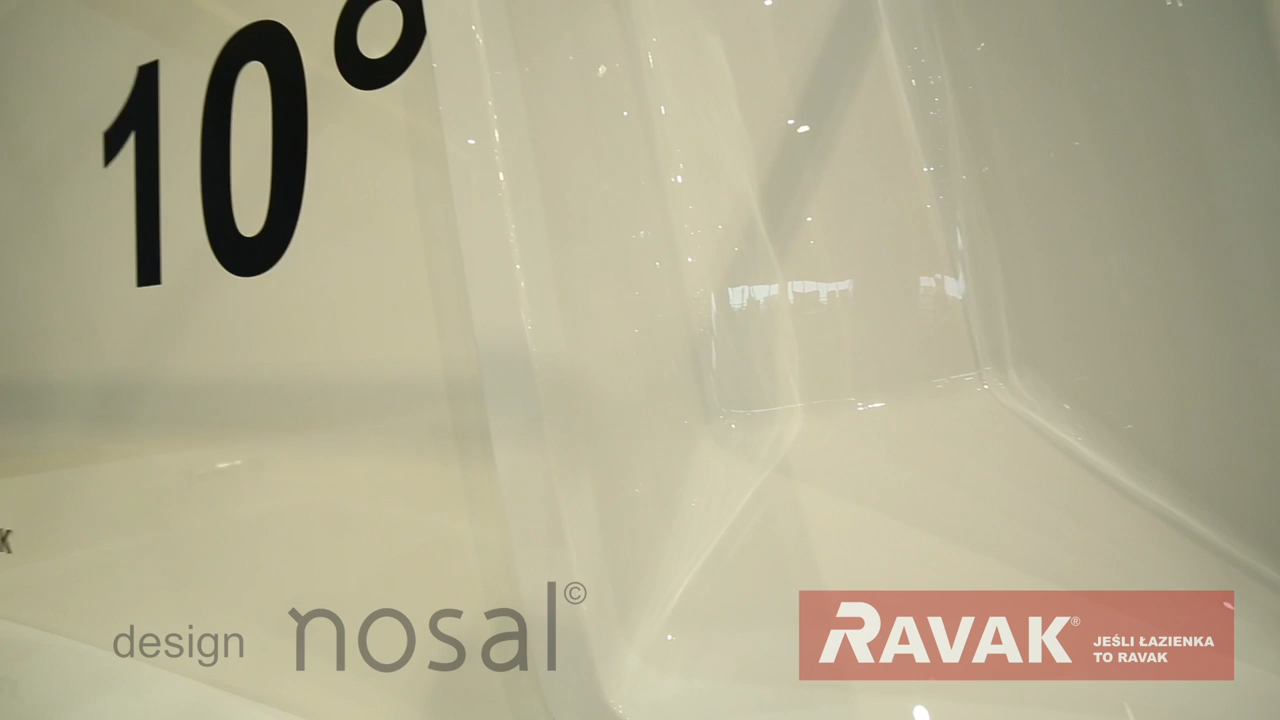 10°
K
design nosal©
RAVAK®
JEŚLI ŁAZIENKA
TO RAVAK